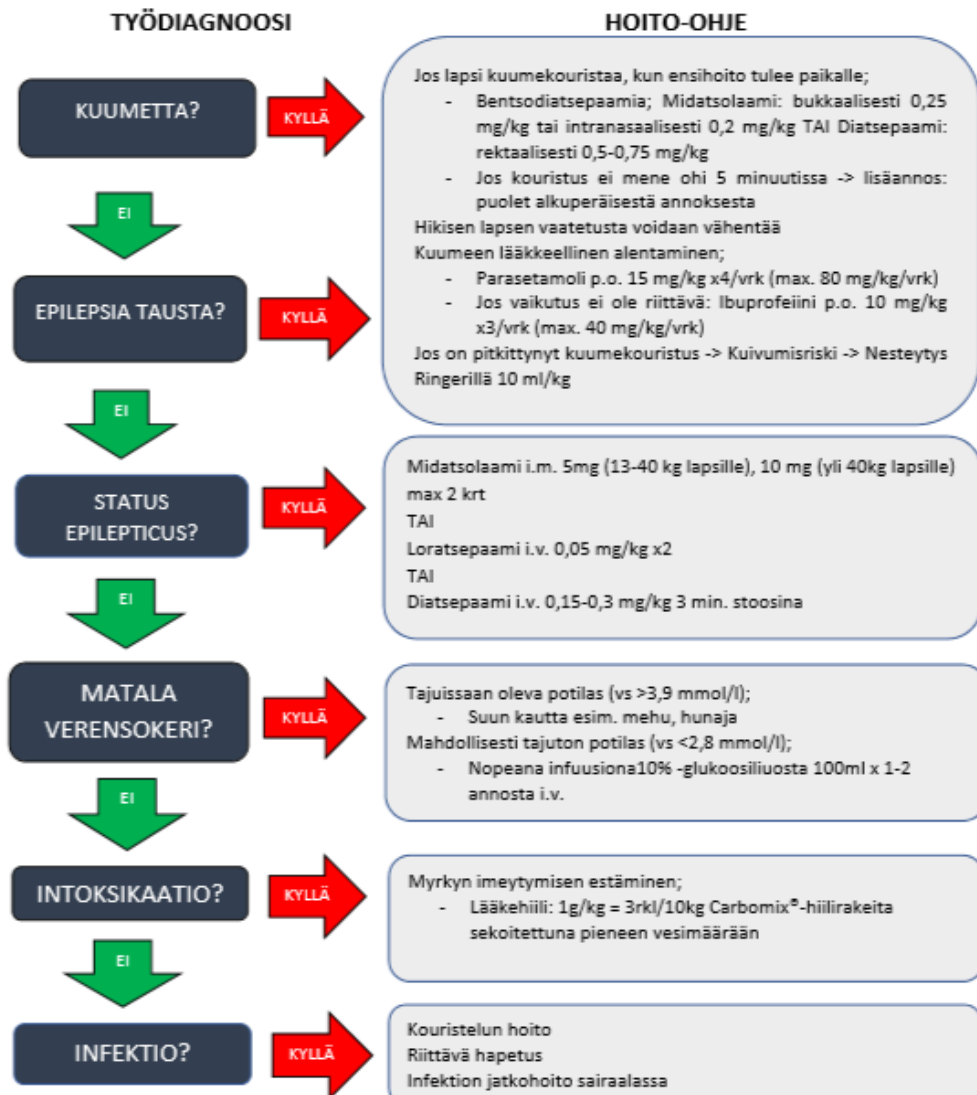 TYÖDIAGNOOSI
HOITO-OHJE
KUUMETTA?
KYLLÄ
Jos lapsi kuumekouristaa, kun ensihoito tulee paikalle;
- Bentsodiatsepaamia; Midatsolaami: bukkaalisesti 0,25
mg/kg tai intranasaalisesti 0,2 mg/kg TAI Diatsepaami:
rektaalisesti 0,5-0,75 mg/kg
- Jos kouristus ei mene ohi 5 minuutissa -> lisäannos:
puolet alkuperäisestä annoksesta
Hikisen lapsen vaatetusta voidaan vähentää
Kuumeen lääkkeellinen alentaminen;
- Parasetamoli p.o. 15 mg/kg x4/vrk (max. 80 mg/kg/vrk)
- Jos vaikutus ei ole riittävä: Ibuprofeiini p.o. 10 mg/kg
x3/vrk (max. 40 mg/kg/vrk)
Jos on pitkittynyt kuumekouristus -> Kuivumisriski -> Nesteytys
Ringerillä 10 ml/kg
EI
EPILEPSIA TAUSTA?
KYLLÄ
EI
STATUS
EPILEPTICUS?
KYLLÄ
Midatsolaami i.m. 5mg (13-40 kg lapsille), 10 mg (yli 40kg lapsille)
max 2 krt
TAI
Loratsepaami i.v. 0,05 mg/kg x2
TAI
Diatsepaami i.v. 0,15-0,3 mg/kg 3 min. stoosina
EI
MATALA
VERENSOKERI?
KYLLÄ
Tajuissaan oleva potilas (vs >3,9 mmol/l);
- Suun kautta esim. mehu, hunaja
Mahdollisesti tajuton potilas (vs <2,8 mmol/l);
- Nopeana infuusiona10% -glukoosiliuosta 100ml x 1-2
annosta i.v.
EI
INTOKSIKAATIO?
KYLLÄ
Myrkyn imeytymisen estäminen;
- Lääkehiili: 1g/kg = 3rkl/10kg Carbomix®-hiilirakeita
sekoitettuna pieneen vesimäärään
EI
INFEKTIO?
KYLLÄ
Kouristelun hoito
Riittävä hapetus
Infektion jatkohoito sairaalassa